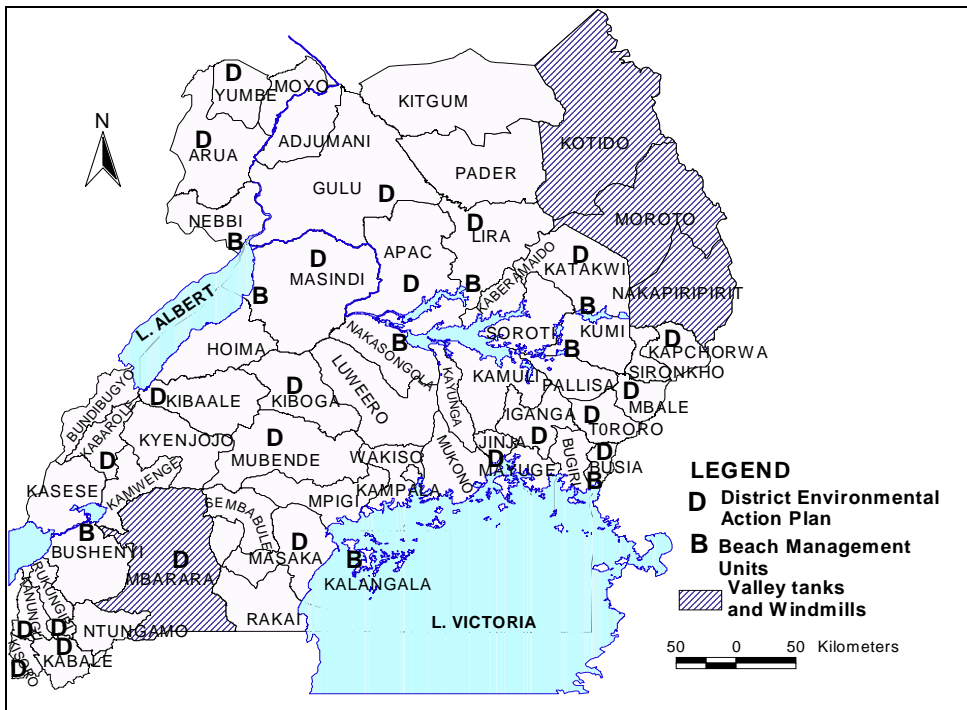 N
D
YUMBE
MOYO
KITGUM
D
ARUA
ADJUMANI
KOTIDO
PADER
GULU
D
NEBBI
B
MOROTO
D
LIRA
APAC
D
MASINDI
D
KATAKWI
KABERAMAIDO
D
B
B
NAKAPIRIPIRIT
B
L. ALBERT
SOROTI
KUMI
D
KAPCHORWA
NAKASONGOLA
B
B
HOIMA
SIRONKHO
LUWEERO
KAYUNGA
KAMULI
PALLISA
D
MBALE
BUNDIBUGYO
D
KIBAALE
D
KIBOGA
IGANGA
D
T0RORO
KABAROLE
KYENJOJO
D
MUBENDE
WAKISO
MUKONO
JINJA
D
D
MAYUGE
BUGIRI
D
BUSIA
B
D
KAMWENGE
KASESE
KAMPALA
MPIGI
SEMBABULE
B
BUSHENYI
D
MBARARA
D
MASAKA
B
KALANGALA
RAKAI
L. VICTORIA
RUKUNGIRI
KANUNGU
D
D
NTUNGAMO
D
KABALE
D
KISORO
LEGEND
D District Environmental
Action Plan
B Beach Management
Units
Valley tanks
and Windmills
50 0 50 Kilometers